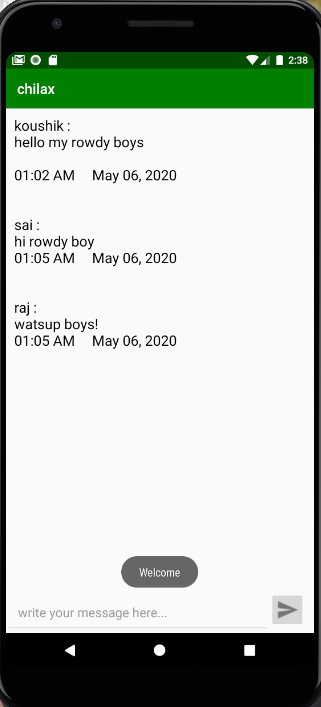 2:38
chilax
koushik :
hello my rowdy boys
01:02 AM May 06, 2020
sai :
hi rowdy boy
01:05 AM May 06, 2020
raj :
watsup boys!
01:05 AM May 06, 2020
Welcome
write your message here...